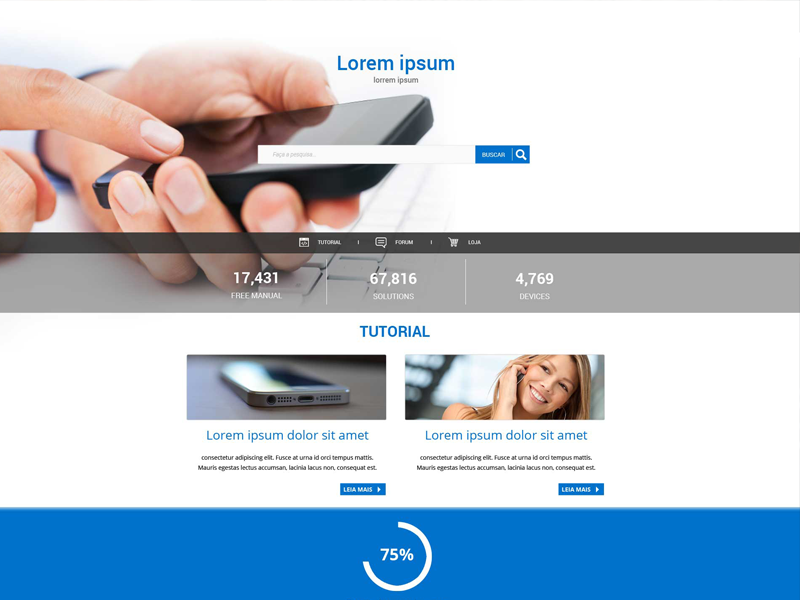 Lorem ipsum
lorrem ipsum
Faça a pesquisa...
BUSCAR
TUTORIAL | FORUM | LOJA
17,431 67,816 4,769
FREE MANUAL SOLUTIONS DEVICES
TUTORIAL
Lorem ipsum dolor sit amet
consectetur adipiscing elit. Fusce at urna id orci tempus mattis.
Mauris egestas lectus accumsan, lacinia lacus non, consequat est.
LEIA MAIS
Lorem ipsum dolor sit amet
consectetur adipiscing elit. Fusce at urna id orci tempus mattis.
Mauris egestas lectus accumsan, lacinia lacus non, consequat est.
LEIA MAIS
75%